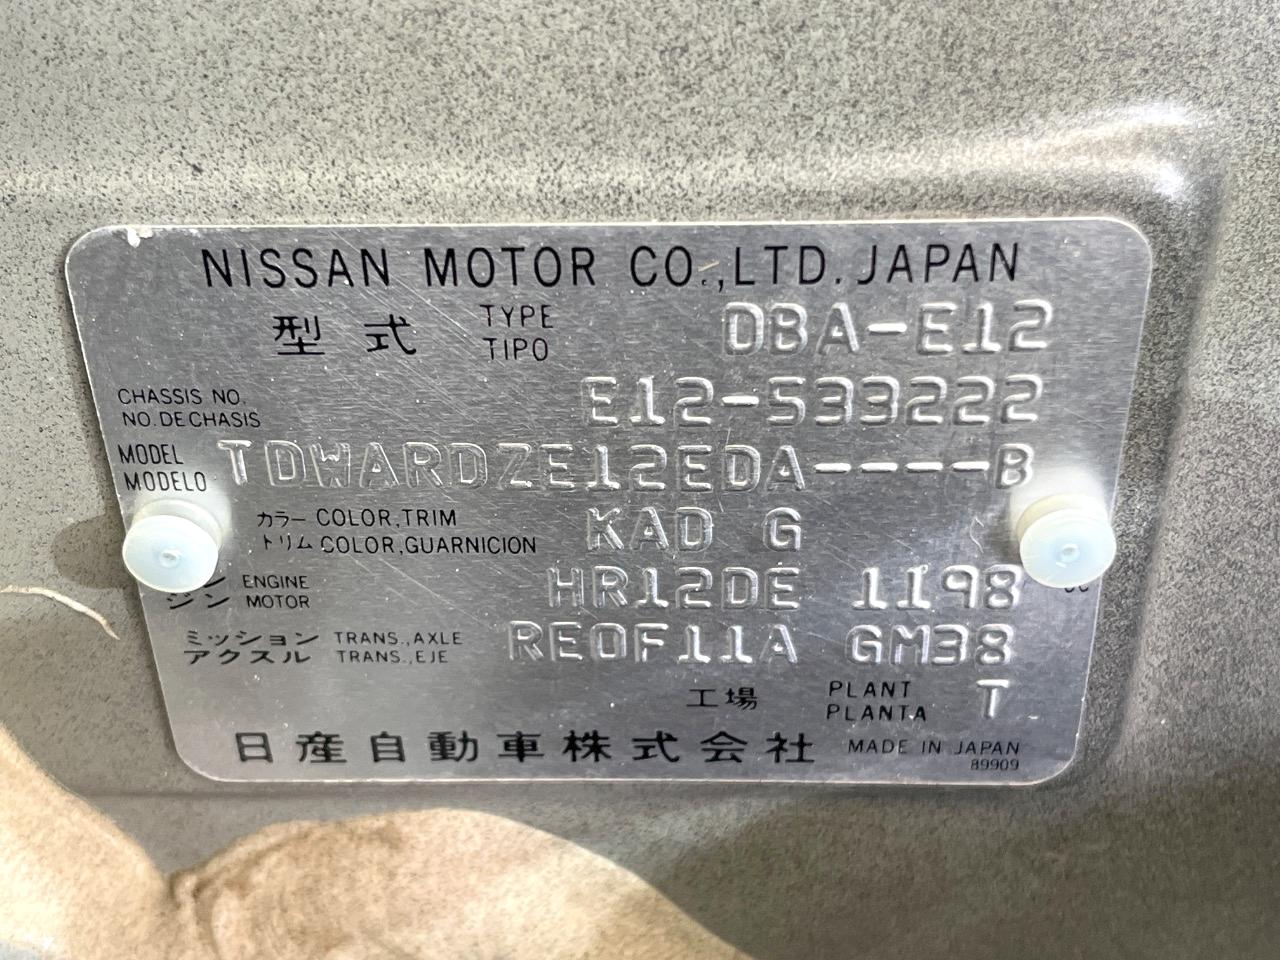 NISSAN MOTOR CO.,LTD.JAPAN
型式 TYPE DBA-E12
TIPO
CHASSIS NO. E12-533222
NO.DE CHASIS
MODEL TDWARDZE12EDA----B
MODELO
カラー COLOR,TRIM KAD G
トリム COLOR,GUARNICION
ン ENGINE HR12DE 1198
ジン MOTOR
ミッション TRANS.,AXLE RE0F11A GM38
アクスル TRANS.,EJE
工場 PLANT T
PLANTA
日産自動車株式会社 MADE IN JAPAN
89909